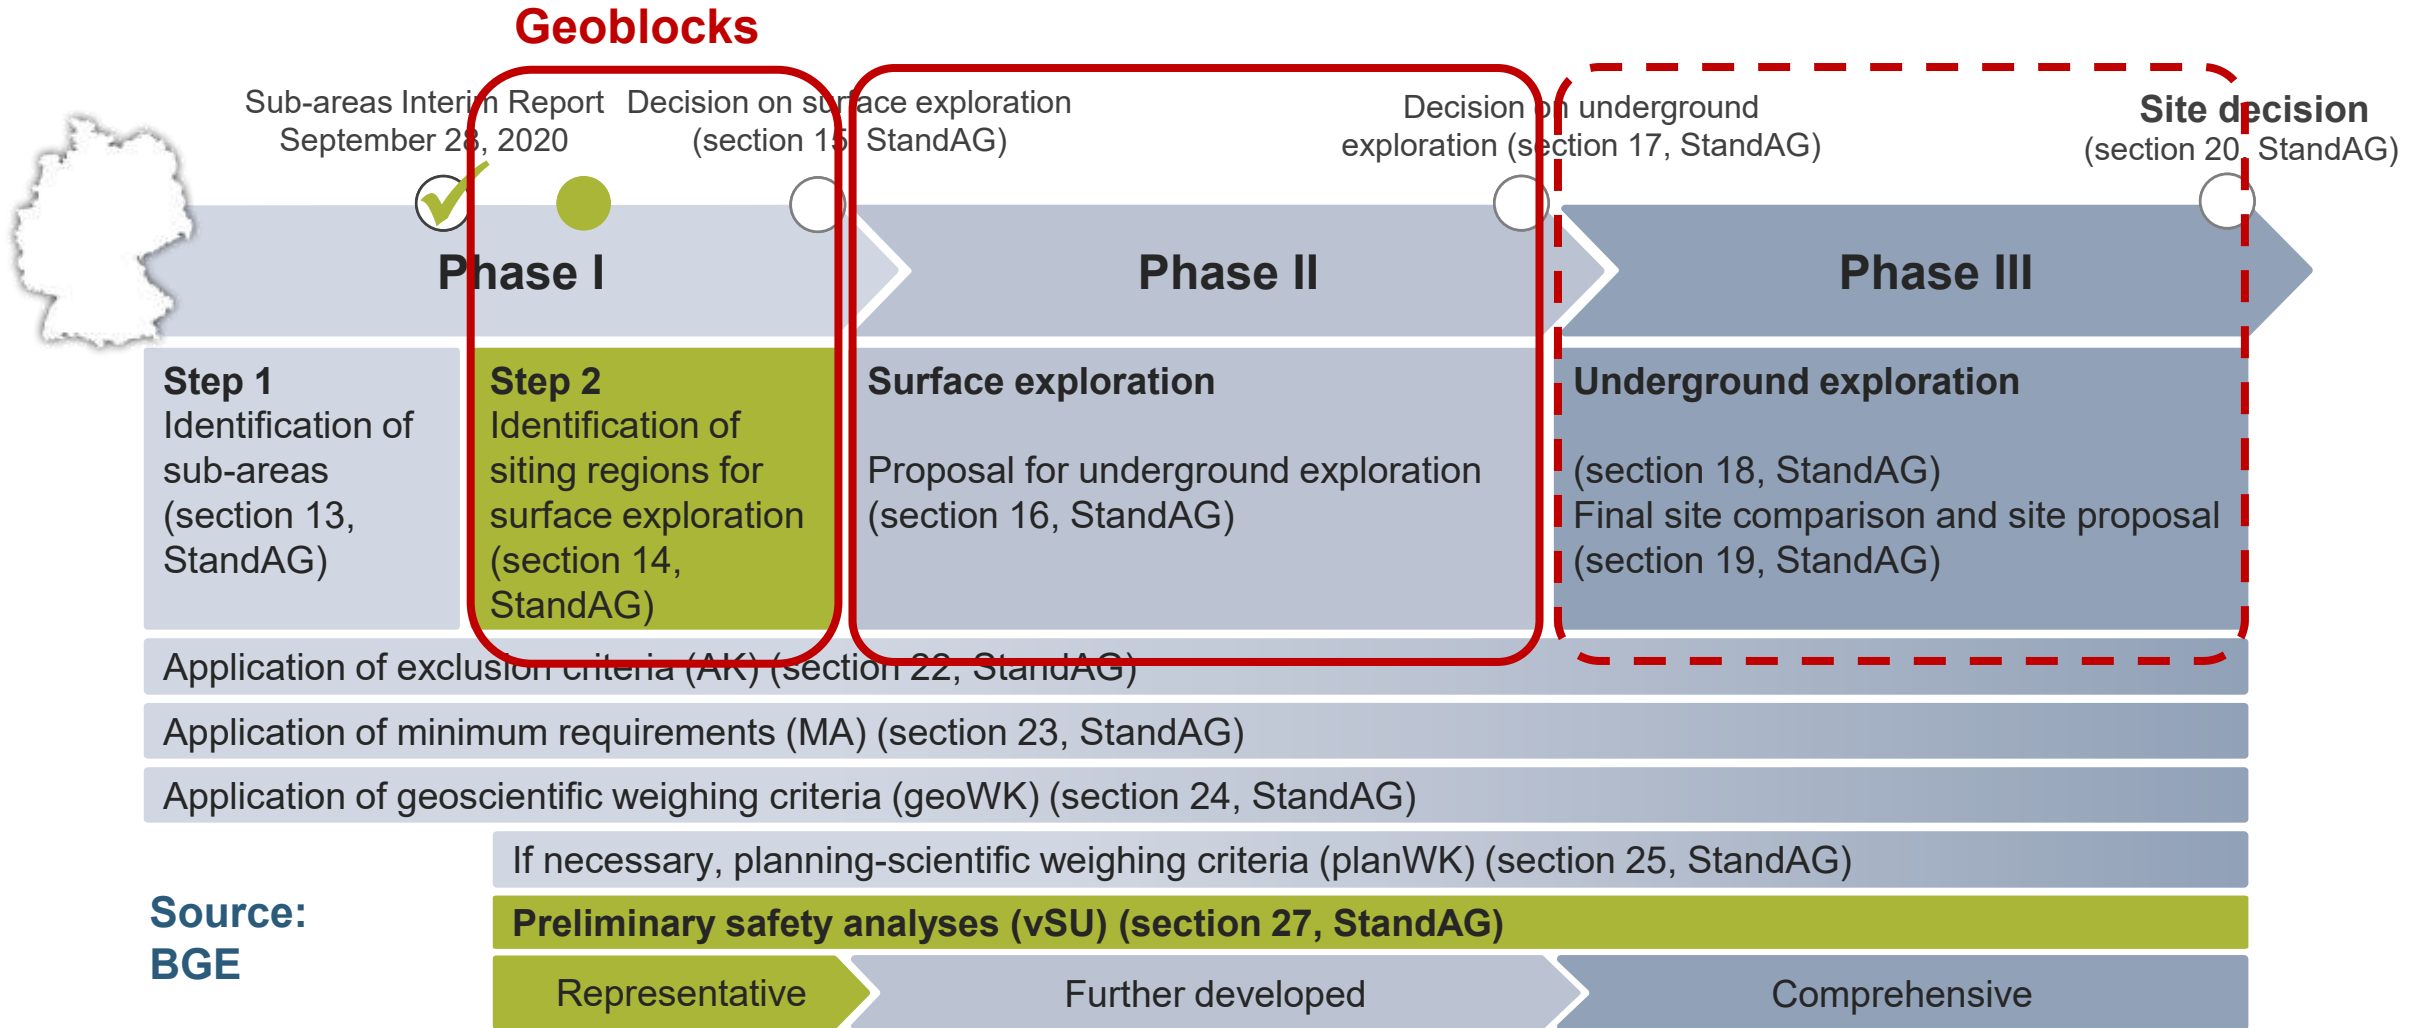 Geoblocks
Sub-areas Interim Report
September 28, 2020
Decision on surface exploration
(section 15, StandAG)
Decision on underground
exploration (section 17, StandAG)
Site decision
(section 20, StandAG)
Phase I
Phase II
Phase III
Step 1
Identification of
sub-areas
(section 13,
StandAG)
Step 2
Identification of
siting regions for
surface exploration
(section 14,
StandAG)
Surface exploration
Proposal for underground exploration
(section 16, StandAG)
Underground exploration
(section 18, StandAG)
Final site comparison and site proposal
(section 19, StandAG)
Application of exclusion criteria (AK) (section 22, StandAG)
Application of minimum requirements (MA) (section 23, StandAG)
Application of geoscientific weighing criteria (geoWK) (section 24, StandAG)
If necessary, planning-scientific weighing criteria (planWK) (section 25, StandAG)
Preliminary safety analyses (vSU) (section 27, StandAG)
Representative
Further developed
Comprehensive
Source:
BGE